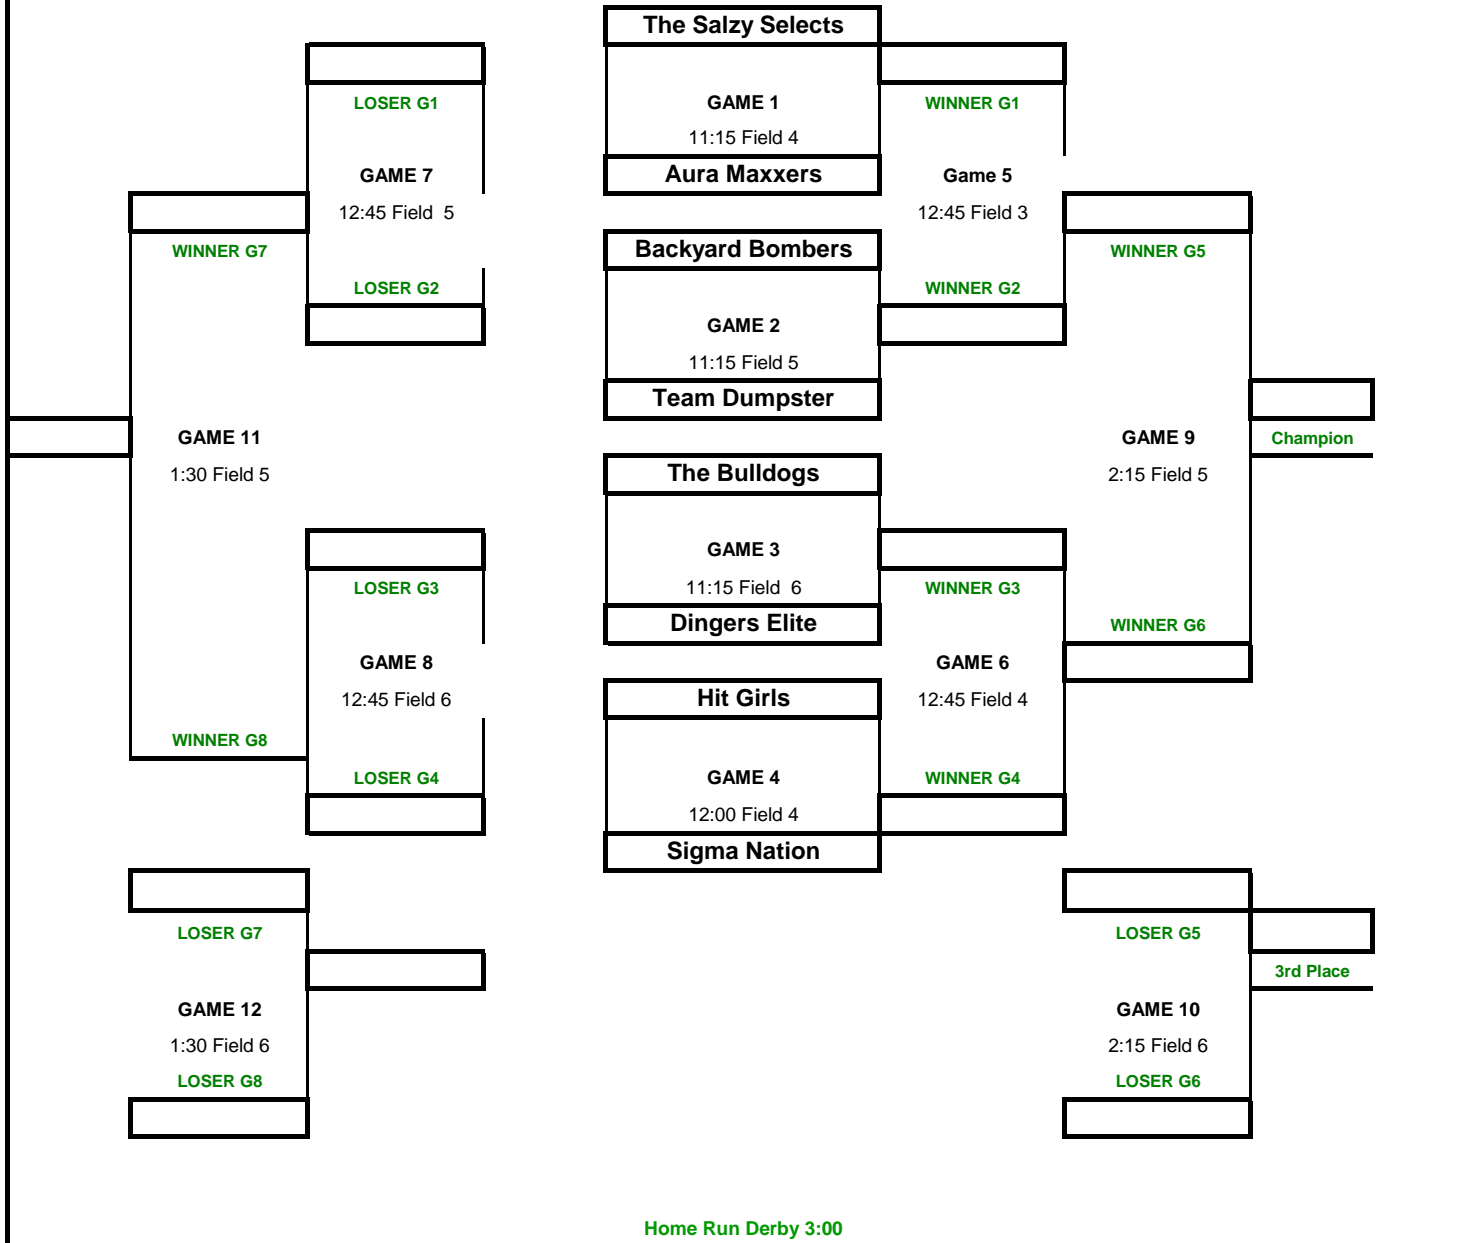 The Salzy Selects
LOSER G1
GAME 1
WINNER G1
11:15 Field 4
GAME 7
Aura Maxxers
Game 5
12:45 Field  5
12:45 Field 3
WINNER G7
Backyard Bombers
WINNER G5
LOSER G2
WINNER G2
GAME 2
11:15 Field 5
Team Dumpster
GAME 11
GAME 9
Champion
1:30 Field 5
The Bulldogs
2:15 Field 5
GAME 3
LOSER G3
11:15 Field  6
WINNER G3
Dingers Elite
WINNER G6
GAME 8
GAME 6
12:45 Field 6
Hit Girls
12:45 Field 4
WINNER G8
LOSER G4
GAME 4
WINNER G4
12:00 Field 4
Sigma Nation
LOSER G7
LOSER G5
3rd Place
GAME 12
GAME 10
1:30 Field 6
2:15 Field 6
LOSER G8
LOSER G6
Home Run Derby 3:00